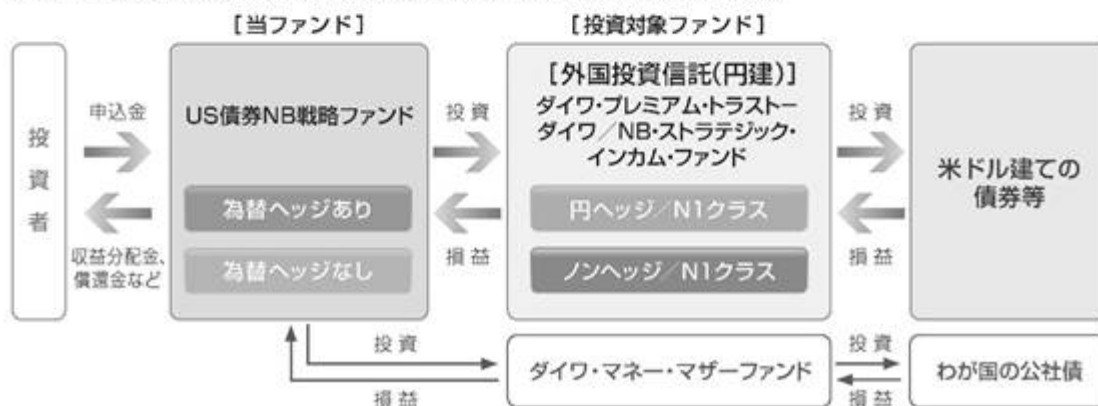 [当ファンド]
[投資対象ファンド]
投資者
申込金
収益分配金、
償還金など
US債券NB戦略ファンド
為替ヘッジあり
為替ヘッジなし
投資
損益
[外国投資信託(円建)]
ダイワ・プレミアム・トラストー
ダイワ／NB・ストラテジック・
インカム・ファンド
円ヘッジ／N1クラス
ノンヘッジ／N1クラス
投資
損益
米ドル建ての
債券等
投資
損益
ダイワ・マネー・マザーファンド
投資
損益
わが国の公社債